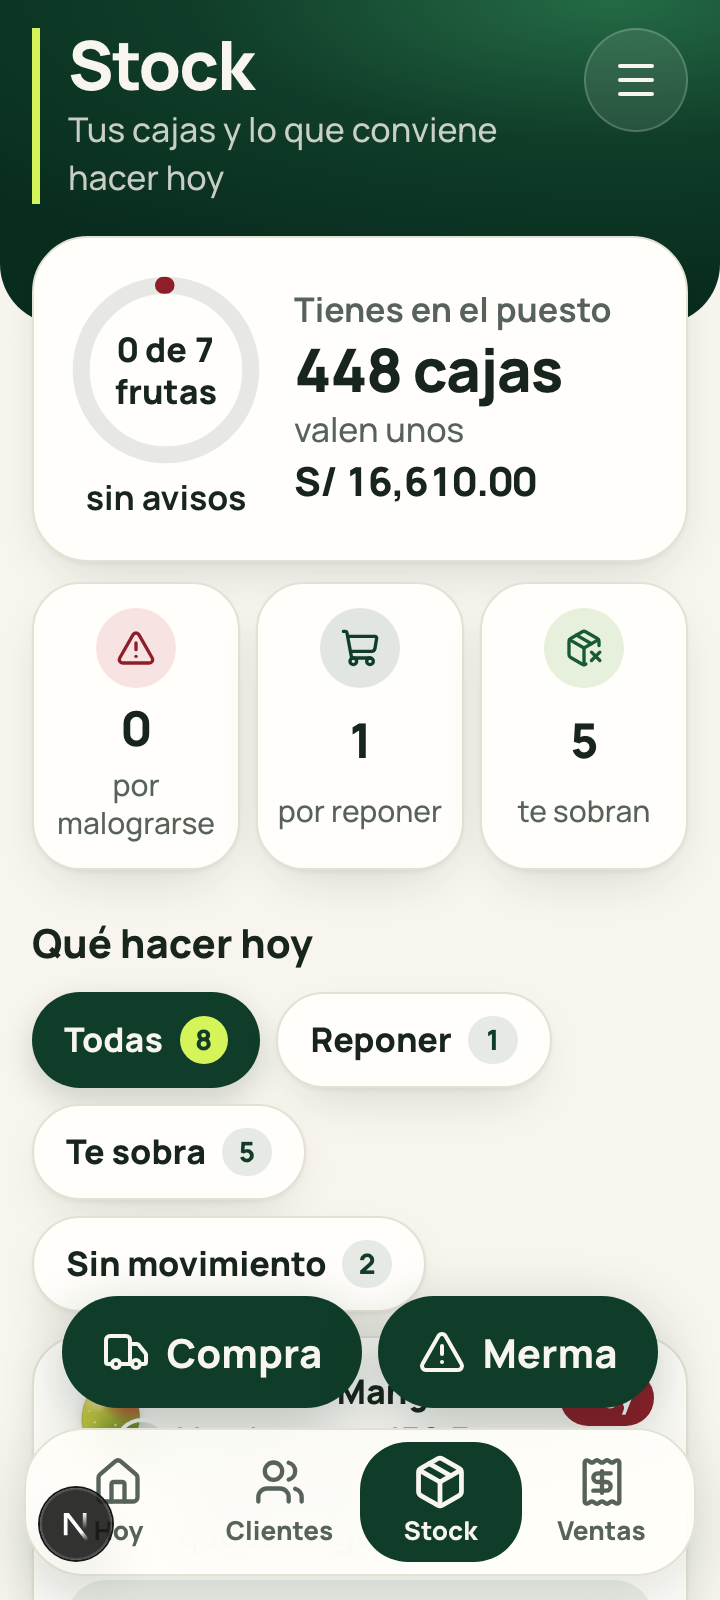 Stock
Tus cajas y lo que conviene
hacer hoy
0 de 7
frutas
sin avisos
Tienes en el puesto
448 cajas
valen unos
S/ 16,610.00
0
por
malograrse
1
por reponer
5
te sobran
Qué hacer hoy
Todas 8
Reponer 1
Te sobra 5
Sin movimiento 2
Compra
Merma
N
Hoy
Clientes
Stock
Ventas